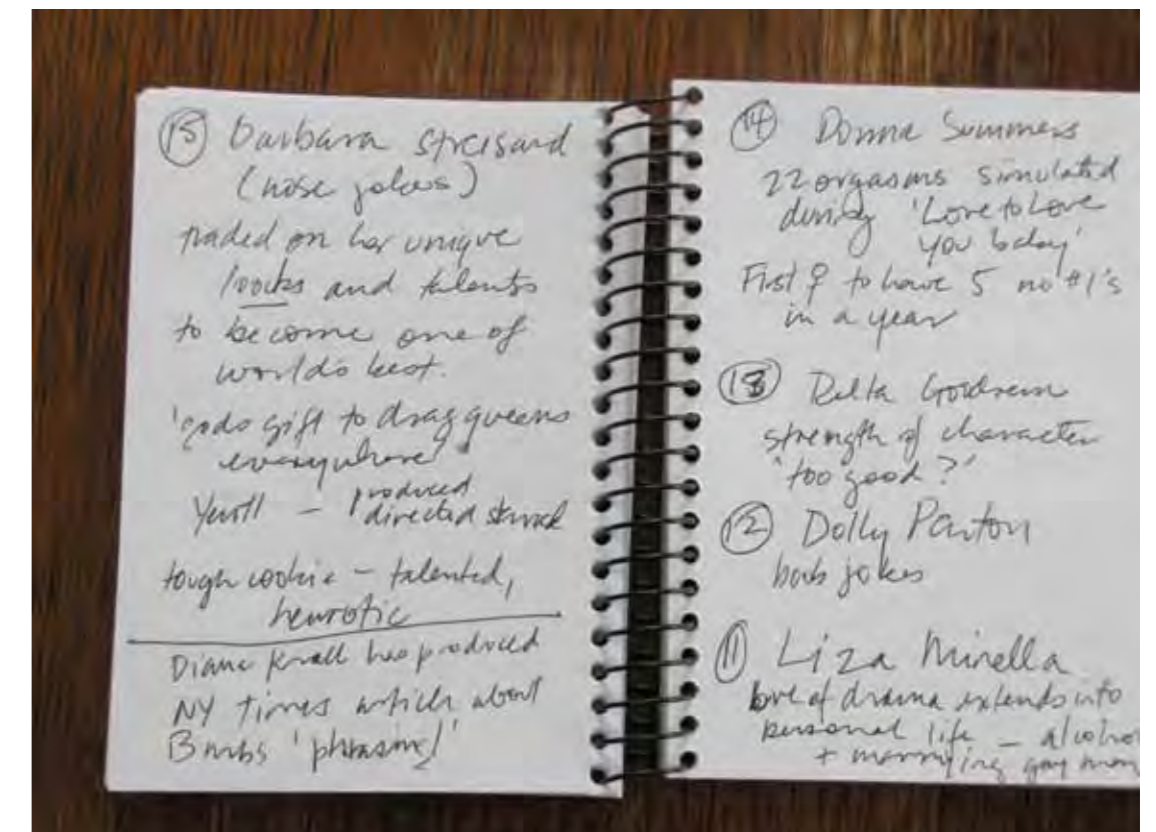 15 Barbara Streisand
(nose jokes)
traded on her unique
looks and talents
to become one of
world's best.
'gods gift to drag queens
everywhere'
Yentl - produced
directed starred
tough cookie - talented,
neurotic
Diana Krall has produced
NY Times article about
Barbs 'phrasing'
14 Donna Summers
22 orgasms simulated
during 'Love to Love
you baby'
First ♀ to have 5 no #1's
in a year
13 Delta Goodrem
strength of character
'too good?'
12 Dolly Parton
boob jokes
11 Liza Minella
love of drama extends into
personal life - alcohol
+ marrying gay men